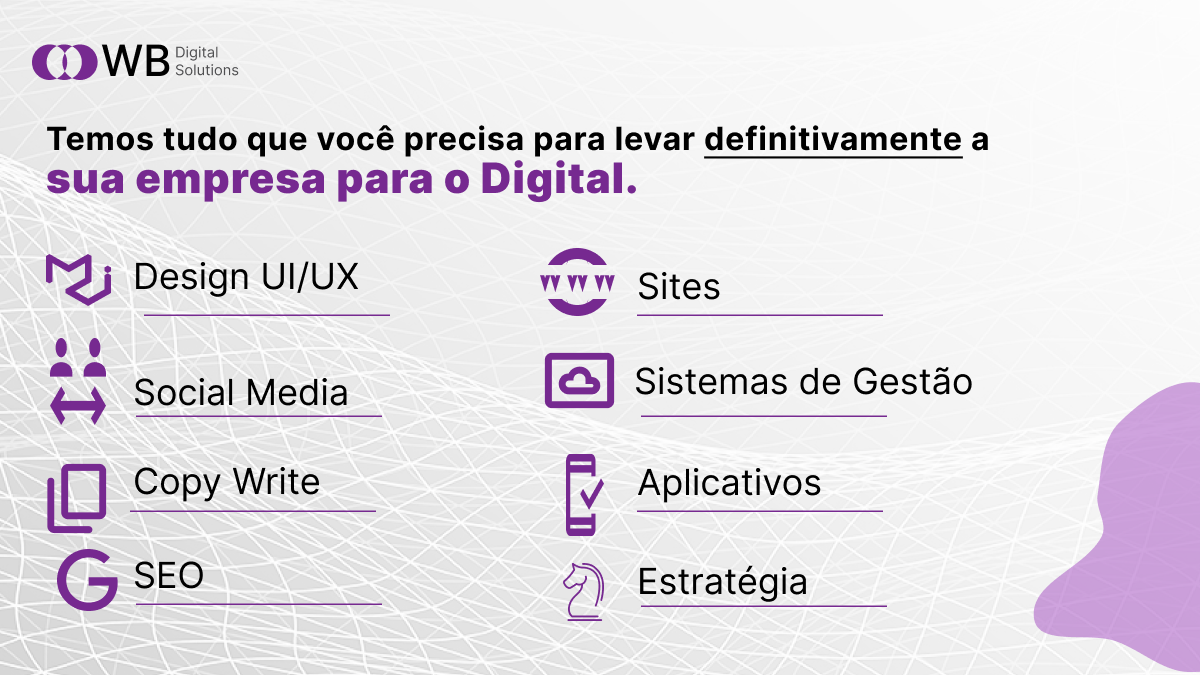 WB Digital
Solutions
Temos tudo que você precisa para levar definitivamente a
sua empresa para o Digital.
Design UI/UX
Social Media
Copy Write
SEO
WWW
Sites
Sistemas de Gestão
Aplicativos
Estratégia